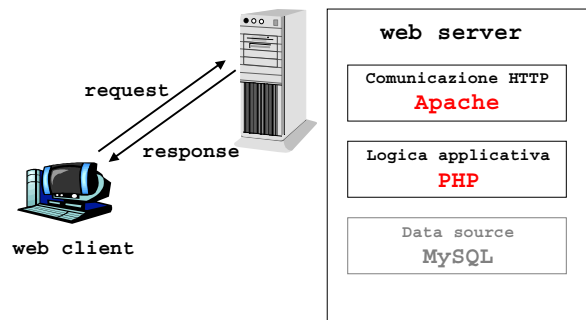 web server
Comunicazione HTTP
Apache
request
response
Logica applicativa
PHP
Data source
MySQL
web client